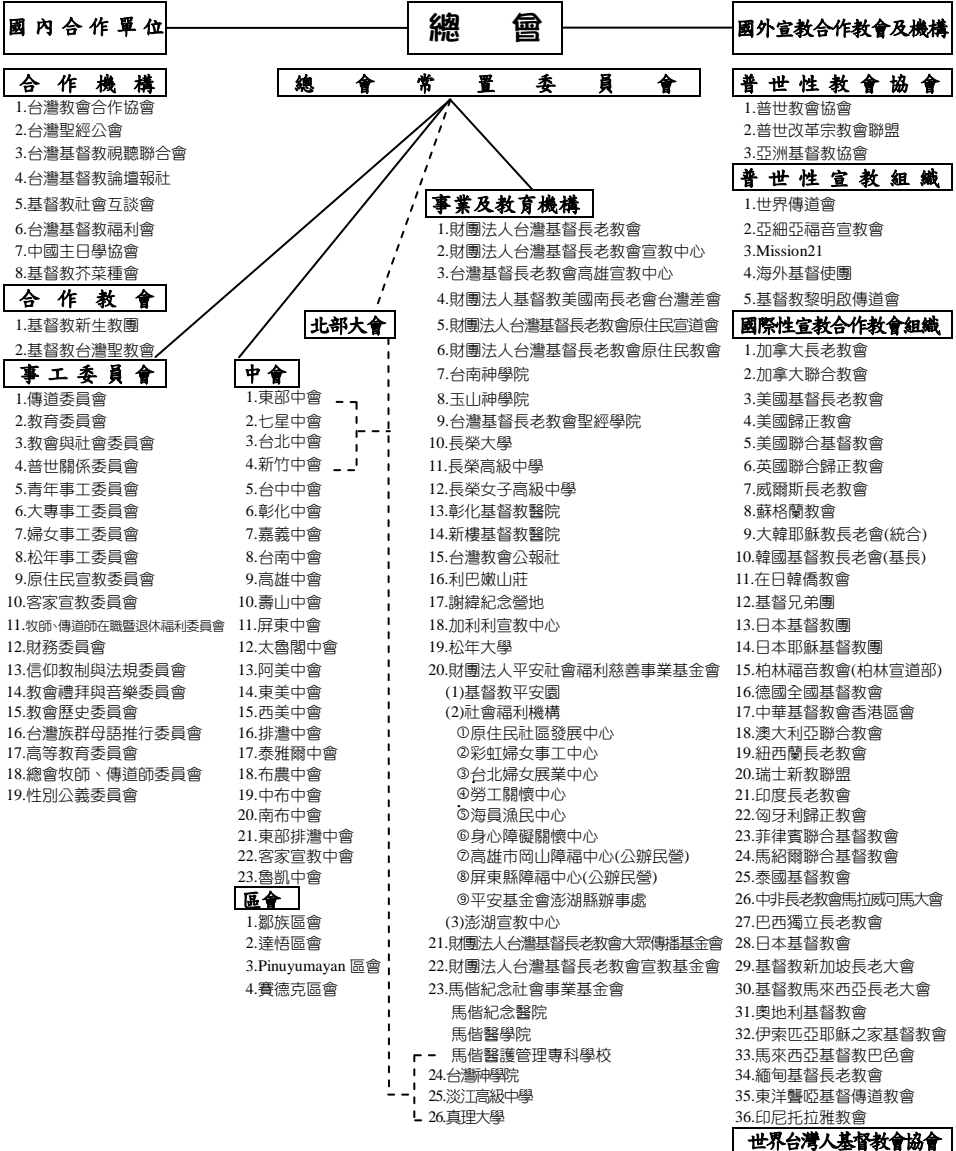 國內合作單位
總 會
國外宣教合作教會及機構
合作機構
1.台灣教會合作協會
2.台灣聖經公會
3.台灣基督教視聽聯合會
4.台灣基督教論壇報社
5.基督教社會互談會
6.台灣基督教福利會
7.中國主日學協會
8.基督教芥菜種會
合作教會
1.基督教新生教團
2.基督教台灣聖教會
事工委員會
1.傳道委員會
2.教育委員會
3.教會與社會委員會
4.普世關係委員會
5.青年事工委員會
6.大專事工委員會
7.婦女事工委員會
8.松年事工委員會
9.原住民宣教委員會
10.客家宣教委員會
11.牧師、傳道師在職暨退休福利委員會
12.財務委員會
13.信仰教制與法規委員會
14.教會禮拜與音樂委員會
15.教會歷史委員會
16.台灣族群母語推行委員會
17.高等教育委員會
18.總會牧師、傳道師委員會
19.性別公義委員會
總會常置委員會
北部大會
中會
1.東部中會
2.七星中會
3.台北中會
4.新竹中會
5.台中中會
6.彰化中會
7.嘉義中會
8.台南中會
9.高雄中會
10.壽山中會
11.屏東中會
12.太魯閣中會
13.阿美中會
14.東美中會
15.西美中會
16.排灣中會
17.泰雅爾中會
18.布農中會
19.中布中會
20.南布中會
21.東部排灣中會
22.客家宣教中會
23.魯凱中會
區會
1.鄒族區會
2.達悟區會
3.Pinuyumayan 區會
4.賽德克區會
事業及教育機構
1.財團法人台灣基督長老教會
2.財團法人台灣基督長老教會宣教中心
3.台灣基督長老教會高雄宣教中心
4.財團法人基督教美國南長老會台灣差會
5.財團法人台灣基督長老教會原住民宣道會
6.財團法人台灣基督長老教會原住民教會
7.台南神學院
8.玉山神學院
9.台灣基督長老教會聖經學院
10.長榮大學
11.長榮高級中學
12.長榮女子高級中學
13.彰化基督教醫院
14.新樓基督教醫院
15.台灣教會公報社
16.利巴嫩山莊
17.謝緯紀念營地
18.加利利宣教中心
19.松年大學
20.財團法人平安社會福利慈善事業基金會
(1)基督教平安園
(2)社會福利機構
①原住民社區發展中心
②彩虹婦女事工中心
③台北婦女展業中心
④勞工關懷中心
⑤海員漁民中心
⑥身心障礙關懷中心
⑦高雄市岡山障福中心(公辦民營)
⑧屏東縣障福中心(公辦民營)
⑨平安基金會澎湖縣辦事處
(3)澎湖宣教中心
21.財團法人台灣基督長老教會大眾傳播基金會
22.財團法人台灣基督長老教會宣教基金會
23.馬偕紀念社會事業基金會
馬偕紀念醫院
馬偕醫學院
馬偕醫護管理專科學校
24.台灣神學院
25.淡江高級中學
26.真理大學
普世性教會協會
1.普世教會協會
2.普世改革宗教會聯盟
3.亞洲基督教協會
普世性宣教組織
1.世界傳道會
2.亞細亞福音宣教會
3.Mission21
4.海外基督使團
5.基督教黎明啟傳道會
國際性宣教合作教會組織
1.加拿大長老教會
2.加拿大聯合教會
3.美國基督長老教會
4.美國歸正教會
5.美國聯合基督教會
6.英國聯合歸正教會
7.威爾斯長老教會
8.蘇格蘭教會
9.大韓耶穌教長老會(統合)
10.韓國基督教長老會(基長)
11.在日韓僑教會
12.基督兄弟團
13.日本基督教團
14.日本耶穌基督教團
15.柏林福音教會(柏林宣道部)
16.德國全國基督教會
17.中華基督教會香港區會
18.澳大利亞聯合教會
19.紐西蘭長老教會
20.瑞士新教聯盟
21.印度長老教會
22.匈牙利歸正教會
23.菲律賓聯合基督教會
24.馬紹爾聯合基督教會
25.泰國基督教會
26.中非長老教會馬拉威可馬大會
27.巴西獨立長老教會
28.日本基督教會
29.基督教新加坡長老大會
30.基督教馬來西亞長老大會
31.奧地利基督教會
32.伊索匹亞耶穌之家基督教會
33.馬來西亞基督教巴色會
34.緬甸基督長老教會
35.東洋聾啞基督傳道教會
36.印尼托拉雅教會
世界台灣人基督教會協會